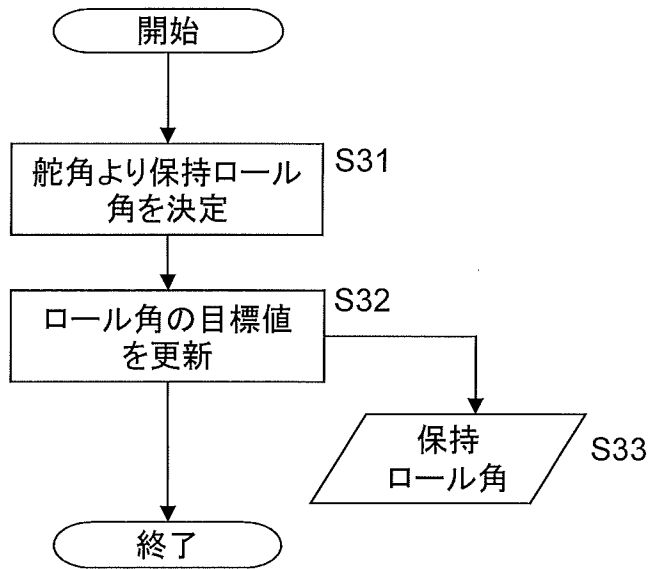 開始
舵角より保持ロール
角を決定
S31
ロール角の目標値
を更新
S32
保持
ロール角
S33
終了